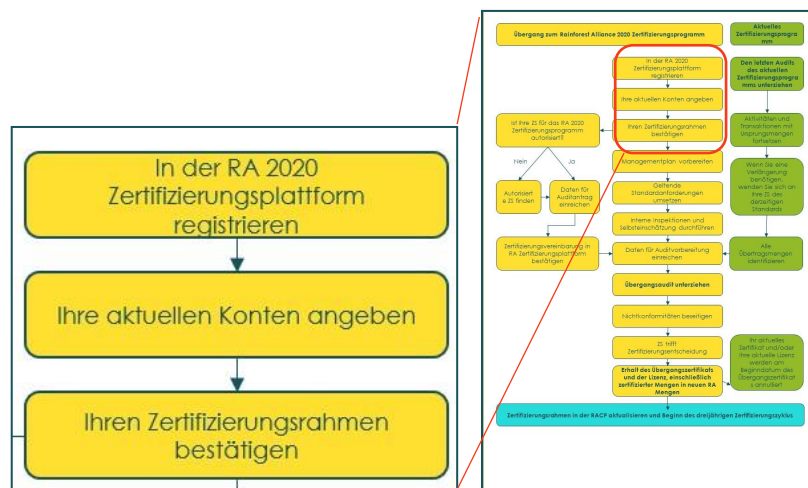 In der RA 2020
Zertifizierungsplattform
registrieren
Ihre aktuellen Konten angeben
Ihren Zertifizierungsrahmen
bestätigen
Übergang zum Rainforest Alliance 2020 Zertifizierungsprogramm
Aktuelles
Zertifizierungsprogra
mm
In der RA 2020
Zertifizierungsplattform
registrieren
Ihre aktuellen Konten angeben
Ihren Zertifizierungsrahmen
bestätigen
Managementplan vorbereiten
Geltende
Standardanforderungen
umsetzen
Interne Inspektionen und
Selbsteinschätzung durchführen
Daten für Auditvorbereitung
einreichen
Übergangsaudit unterziehen
Nichtkonformitäten beseitigen
ZS trifft
Zertifizierungsentscheidung
Erhalt des Übergangszertifikats
und der Lizenz, einschließlich
zertifizierter Mengen in neuen RA
Mengen
Ist Ihre ZS für das RA 2020
Zertifizierungsprogramm
autorisiert?
Nein
Ja
Autorisiert
e ZS finden
Daten für
Auditantrag
einreichen
Zertifizierungsvereinbarung in
RA Zertifizierungsplattform
bestätigen
Den letzten Audits
des aktuellen
Zertifizierungsprogra
mms unterziehen
Aktivitäten und
Transaktionen mit
Ursprungsmengen
fortsetzen
Wenn Sie eine
Verlängerung
benötigen,
wenden Sie sich an
Ihre ZS des
derzeitigen
Standards
Alle
Übertragsmengen
identifizieren
Ihr aktuelles
Zertifikat und/oder
Ihre aktuelle Lizenz
werden am
Beginndatum des
Übergangszertifikat
s annulliert
Zertifizierungsrahmen in der RACP aktualisieren und Beginn des dreijährigen Zertifizierungszyklus